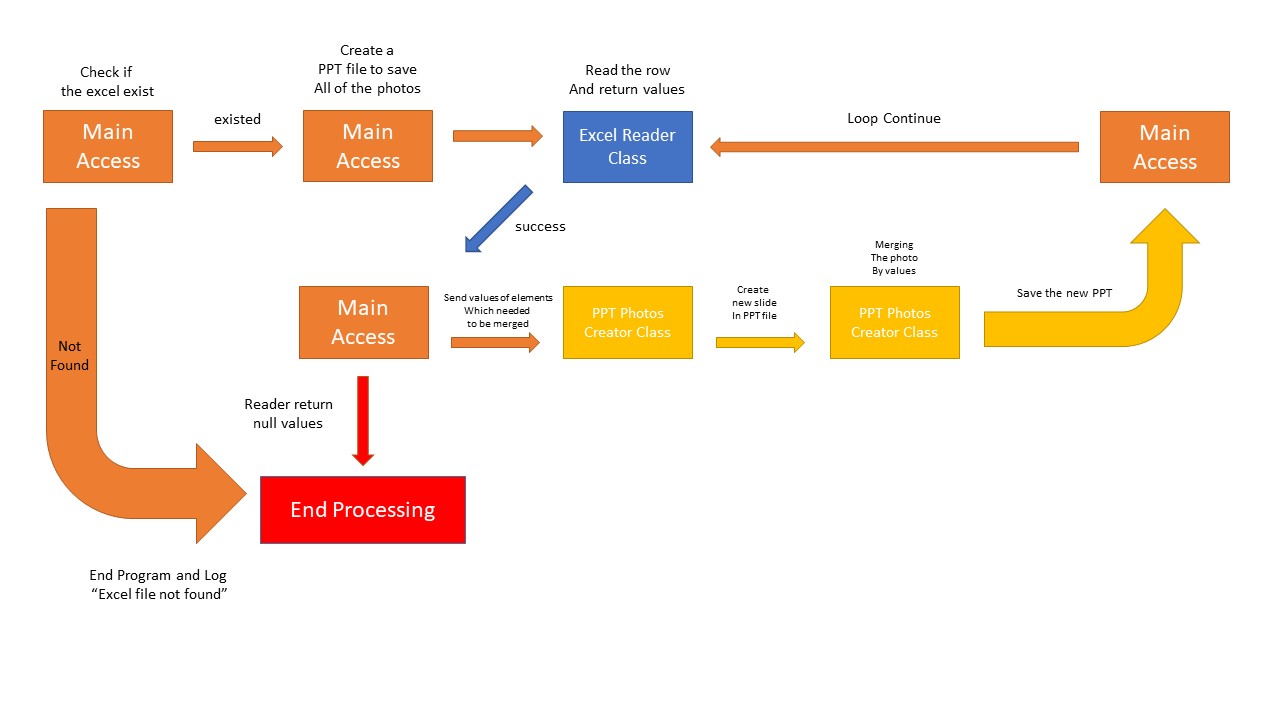 Check if
the excel exist
Main
Access
existed
Create a
PPT file to save
All of the photos
Main
Access
Read the row
And return values
Excel Reader
Class
Loop Continue
Main
Access
success
Main
Access
Send values of elements
Which needed
to be merged
PPT Photos
Creator Class
Create
new slide
In PPT file
Merging
The photo
By values
PPT Photos
Creator Class
Save the new PPT
Not
Found
Reader return
null values
End Processing
End Program and Log
“Excel file not found”